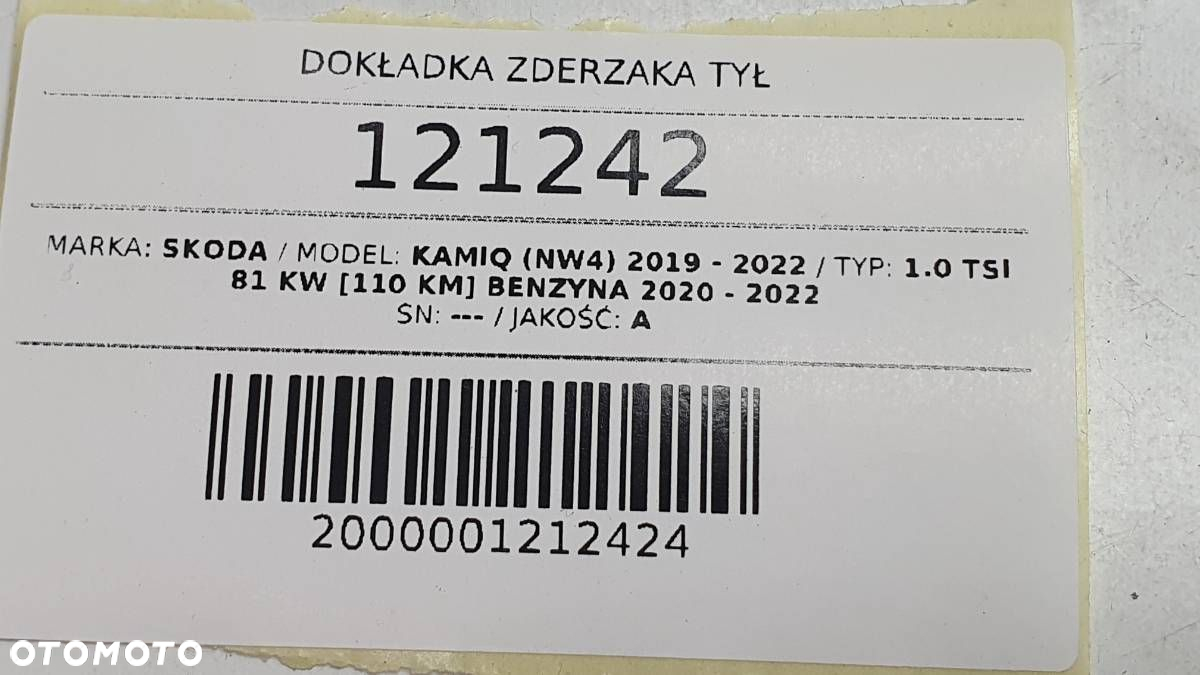 DOKŁADKA ZDERZAKA TYŁ
121242
MARKA: SKODA / MODEL: KAMIQ (NW4) 2019 - 2022 / TYP: 1.0 TSI
81 KW [110 KM] BENZYNA 2020 - 2022
SN: --- / JAKOŚĆ: A
2000001212424
OTOMOTO